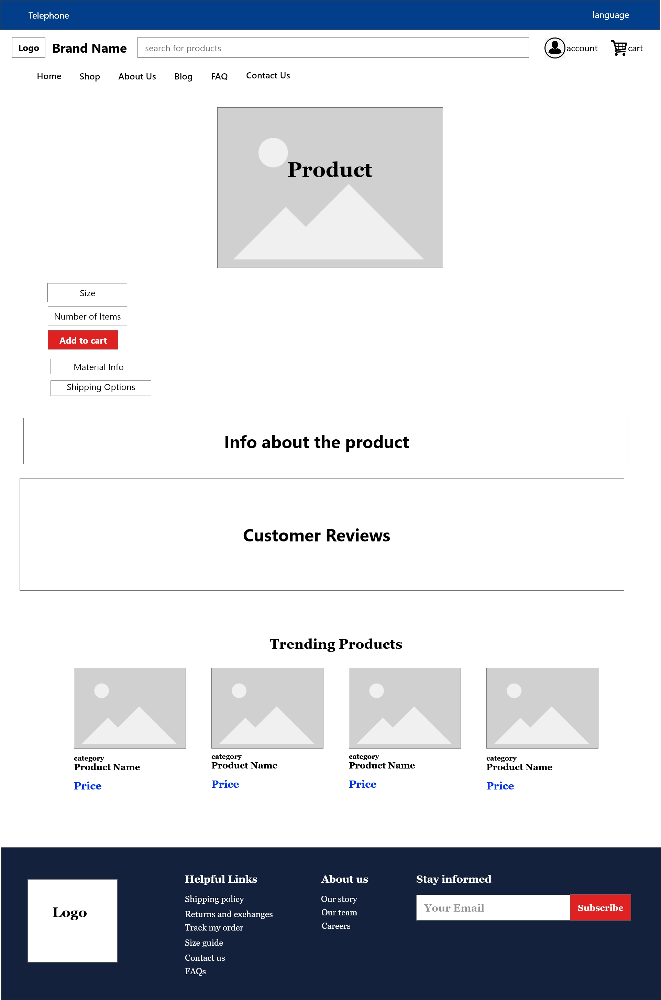 Telephone
language
Logo
Brand Name
search for products
account
cart
Home
Shop
About Us
Blog
FAQ
Contact Us
Product
Size
Number of Items
Add to cart
Material Info
Shipping Options
Info about the product
Customer Reviews
Trending Products
category
Product Name
Price
category
Product Name
Price
category
Product Name
Price
category
Product Name
Price
Logo
Helpful Links
Shipping policy
Returns and exchanges
Track my order
Size guide
Contact us
FAQs
About us
Our story
Our team
Careers
Stay informed
Your Email
Subscribe